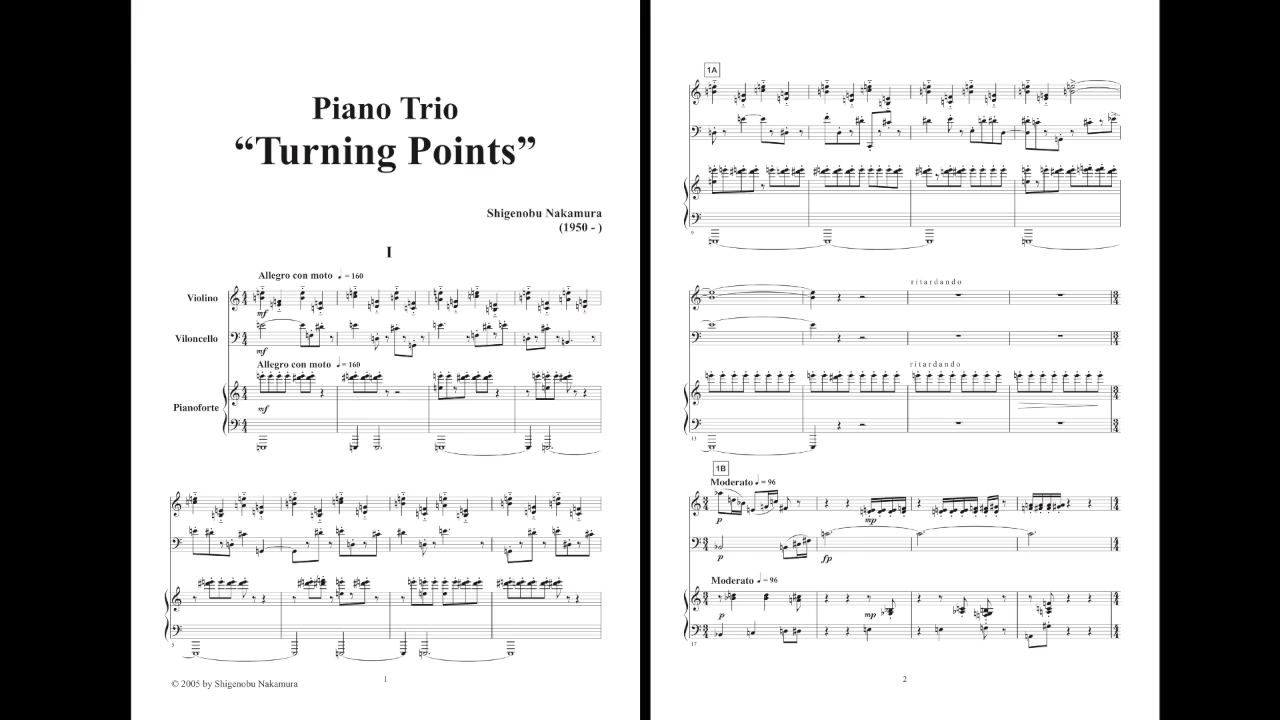 Piano Trio
“Turning Points”
Shigenobu Nakamura
(1950 - )
I
Allegro con moto ♩ = 160
Violino
mf
Viloncello
mf
Allegro con moto ♩ = 160
Pianoforte
mf
5
© 2005 by Shigenobu Nakamura
1
1A
9
ritardando
ritardando
13
1B
Moderato ♩ = 96
p
mp
p
fp
Moderato ♩ = 96
p
mp
17
2